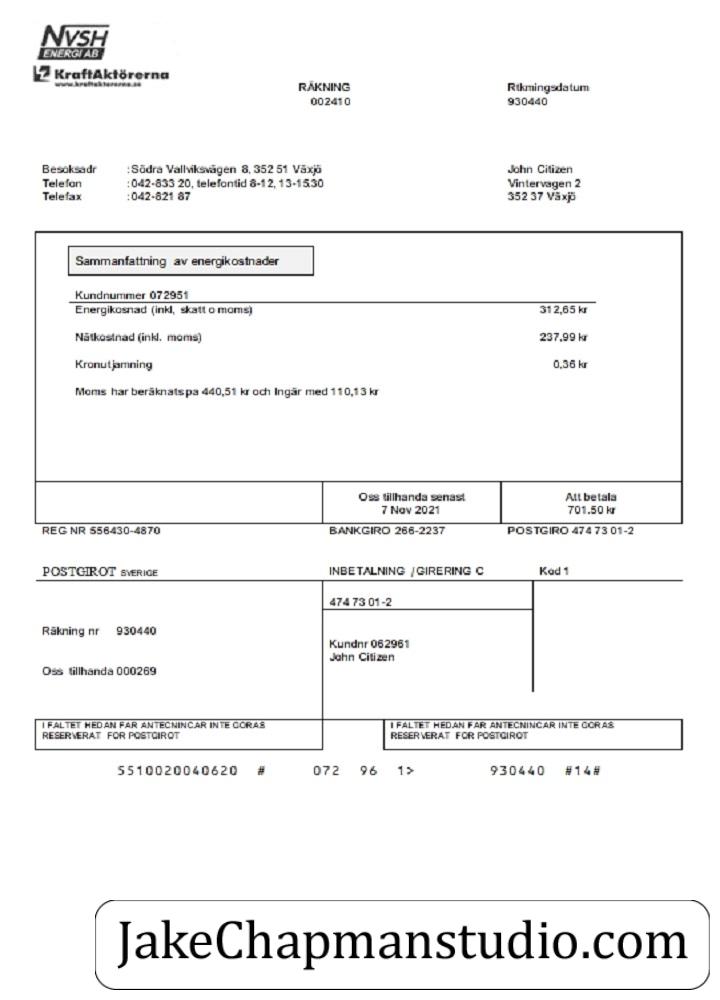 NVSH
ENERGI AB
KraftAktörerna
www.kraftaktorerna.se
RÄKNING
002410
Rtkmingsdatum
930440
Besoksadr :Södra Vallviksvägen 8, 352 51 Växjö
Telefon :042-833 20, telefontid 8-12, 13-15.30
Telefax :042-821 87
John Citizen
Vintervagen 2
352 37 Växjö
Sammanfattning av energikostnader
Kundnummer 072951
Energikosnad (inkl, skatt o moms) 312,65 kr
Nätkostnad (inkl. moms) 237,99 kr
Kronutjamning 0,36 kr
Moms har beräknats pa 440,51 kr och Ingär med 110,13 kr
Oss tillhanda senast
7 Nov 2021
Att betala
701.50 kr
REG NR 556430-4870 BANKGIRO 266-2237 POSTGIRO 474 73 01-2
POSTGIROT SVERIGE INBETALNING /GIRERING C Kod 1
474 73 01-2
Räkning nr 930440
Kundnr 062961
John Citizen
Oss tillhanda 000269
I FALTET HEDAN FAR ANTECNINCAR INTE GORAS
RESERVERAT FOR POSTGIROT
I FALTET HEDAN FAR ANTECNINCAR INTE GORAS
RESERVERAT FOR POSTGIROT
5510020040620 # 072 96 1> 930440 #14#
JakeChapmanstudio.com